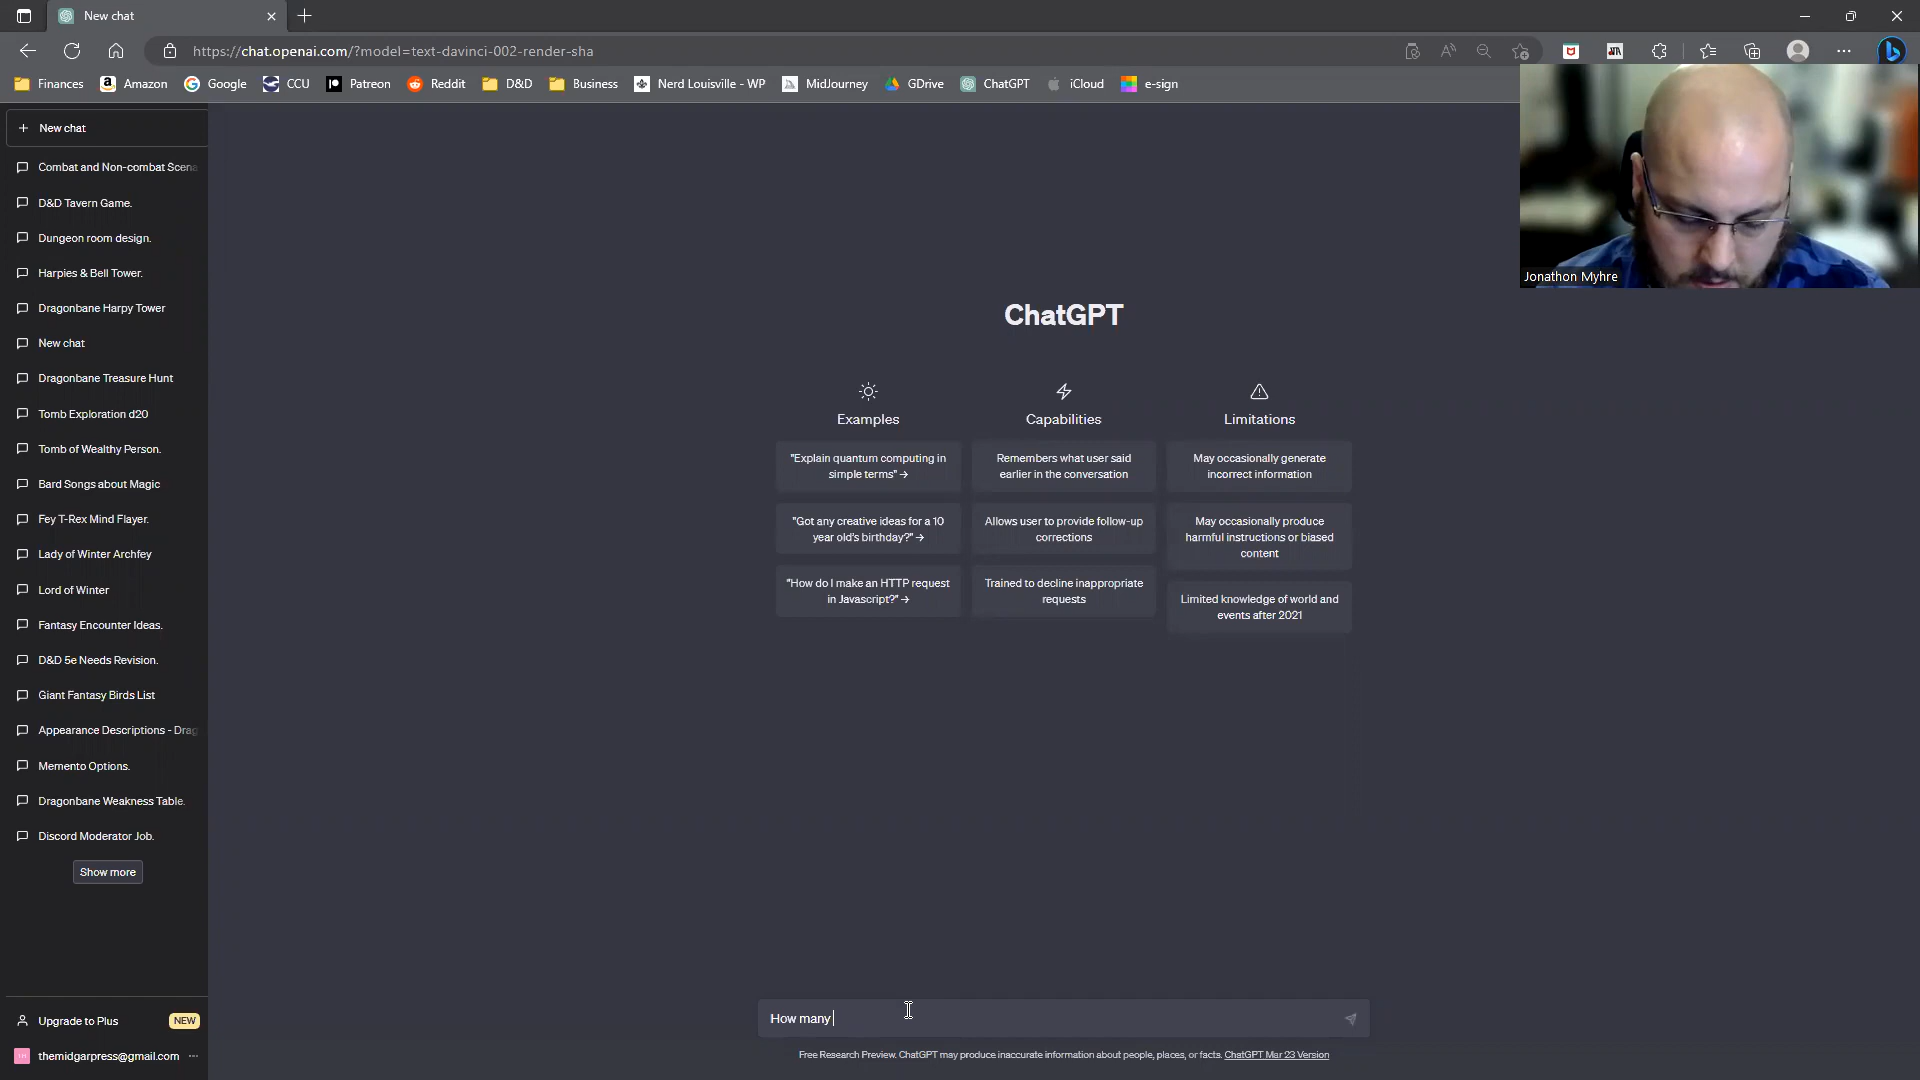 New chat
https://chat.openai.com/?model=text-davinci-002-render-sha
Finances Amazon Google CCU Patreon Reddit D&D Business Nerd Louisville - WP MidJourney GDrive ChatGPT iCloud e-sign
Jonathon Myhre
+ New chat
Combat and Non-combat Scena
D&D Tavern Game.
Dungeon room design.
Harpies & Bell Tower.
Dragonbane Harpy Tower
New chat
Dragonbane Treasure Hunt
Tomb Exploration d20
Tomb of Wealthy Person.
Bard Songs about Magic
Fey T-Rex Mind Flayer.
Lady of Winter Archfey
Lord of Winter
Fantasy Encounter Ideas.
D&D 5e Needs Revision.
Giant Fantasy Birds List
Appearance Descriptions - Drag
Memento Options.
Dragonbane Weakness Table.
Discord Moderator Job.
Show more
Upgrade to Plus NEW
themidgarpress@gmail.com ...
ChatGPT
Examples
"Explain quantum computing in
simple terms" →
"Got any creative ideas for a 10
year old's birthday?" →
"How do I make an HTTP request
in Javascript?" →
Capabilities
Remembers what user said
earlier in the conversation
Allows user to provide follow-up
corrections
Trained to decline inappropriate
requests
Limitations
May occasionally generate
incorrect information
May occasionally produce
harmful instructions or biased
content
Limited knowledge of world and
events after 2021
How many
Free Research Preview. ChatGPT may produce inaccurate information about people, places, or facts. ChatGPT Mar 23 Version